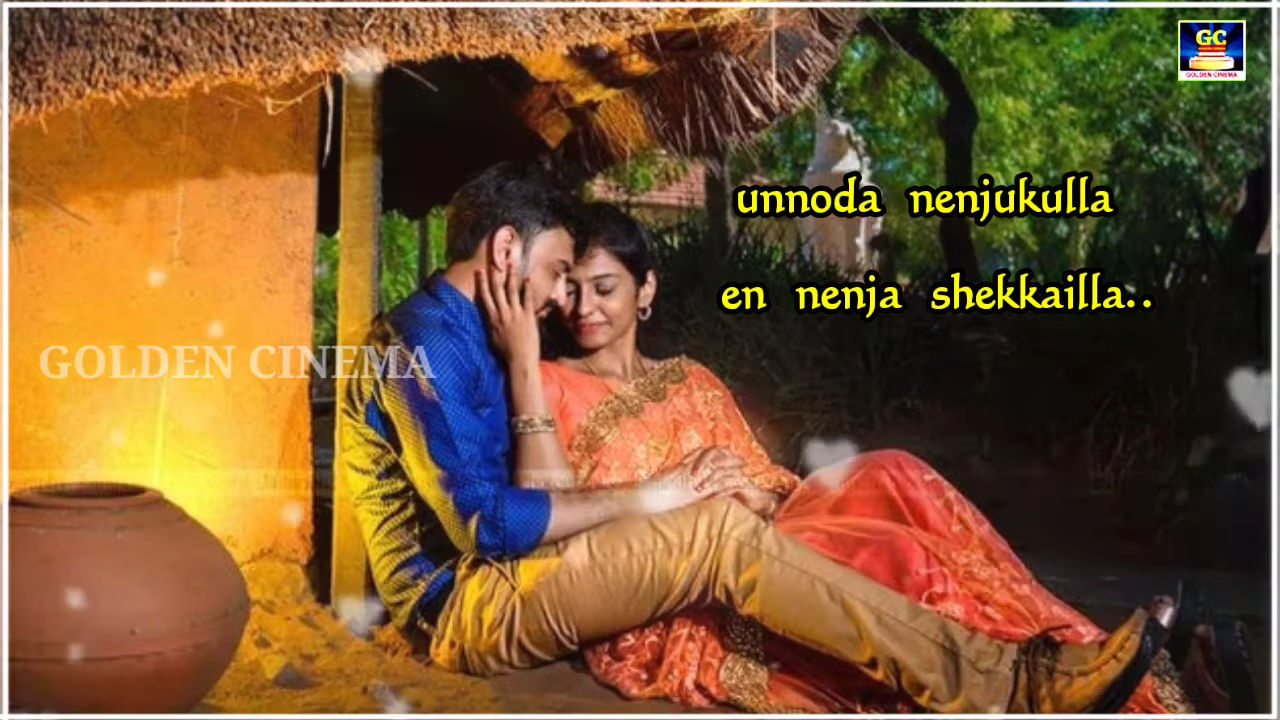 GC
GOLDEN CINEMA
unnoda nenjukulla
en nenja shekkailla..
GOLDEN CINEMA